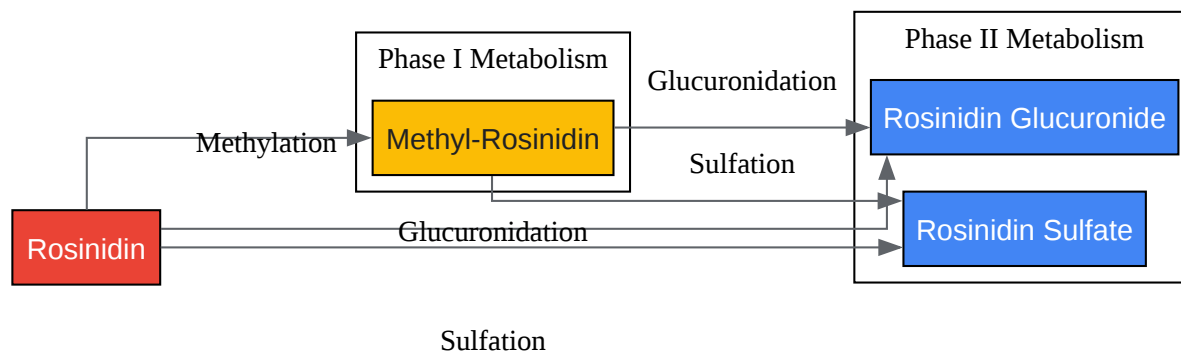 Phase I Metabolism
Phase II Metabolism
Glucuronidation
Rosinidin Glucuronide
Methylation
Methyl-Rosinidin
Sulfation
Rosinidin
Glucuronidation
Rosinidin Sulfate
Sulfation